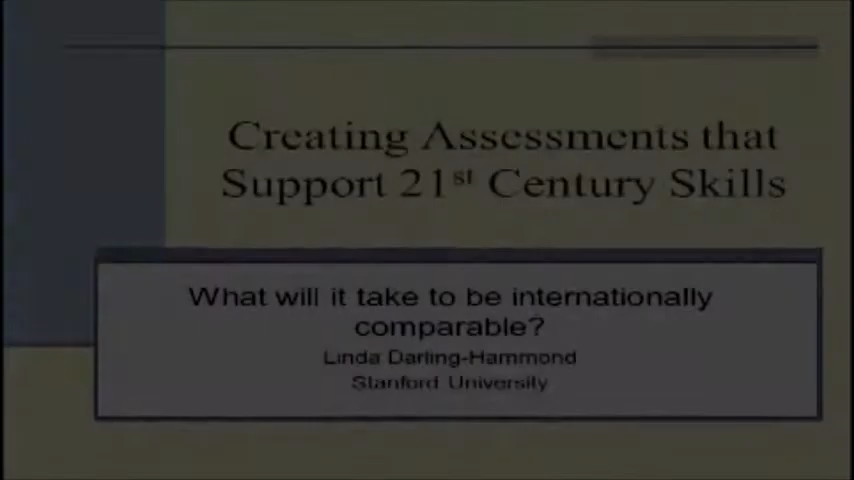 Creating Assessments that
Support 21st Century Skills
What will it take to be internationally
comparable?
Linda Darling-Hammond
Stanford University